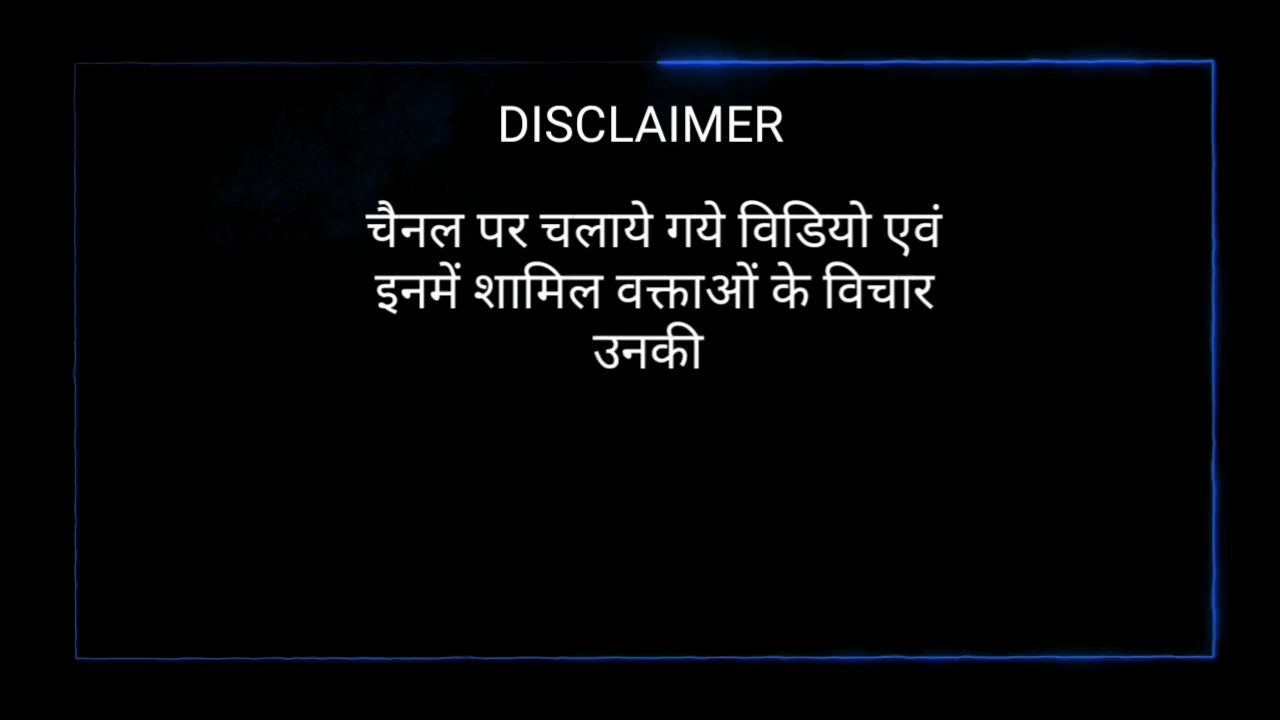 DISCLAIMER
चैनल पर चलाये गये विडियो एवं
इनमें शामिल वक्ताओं के विचार
उनकी